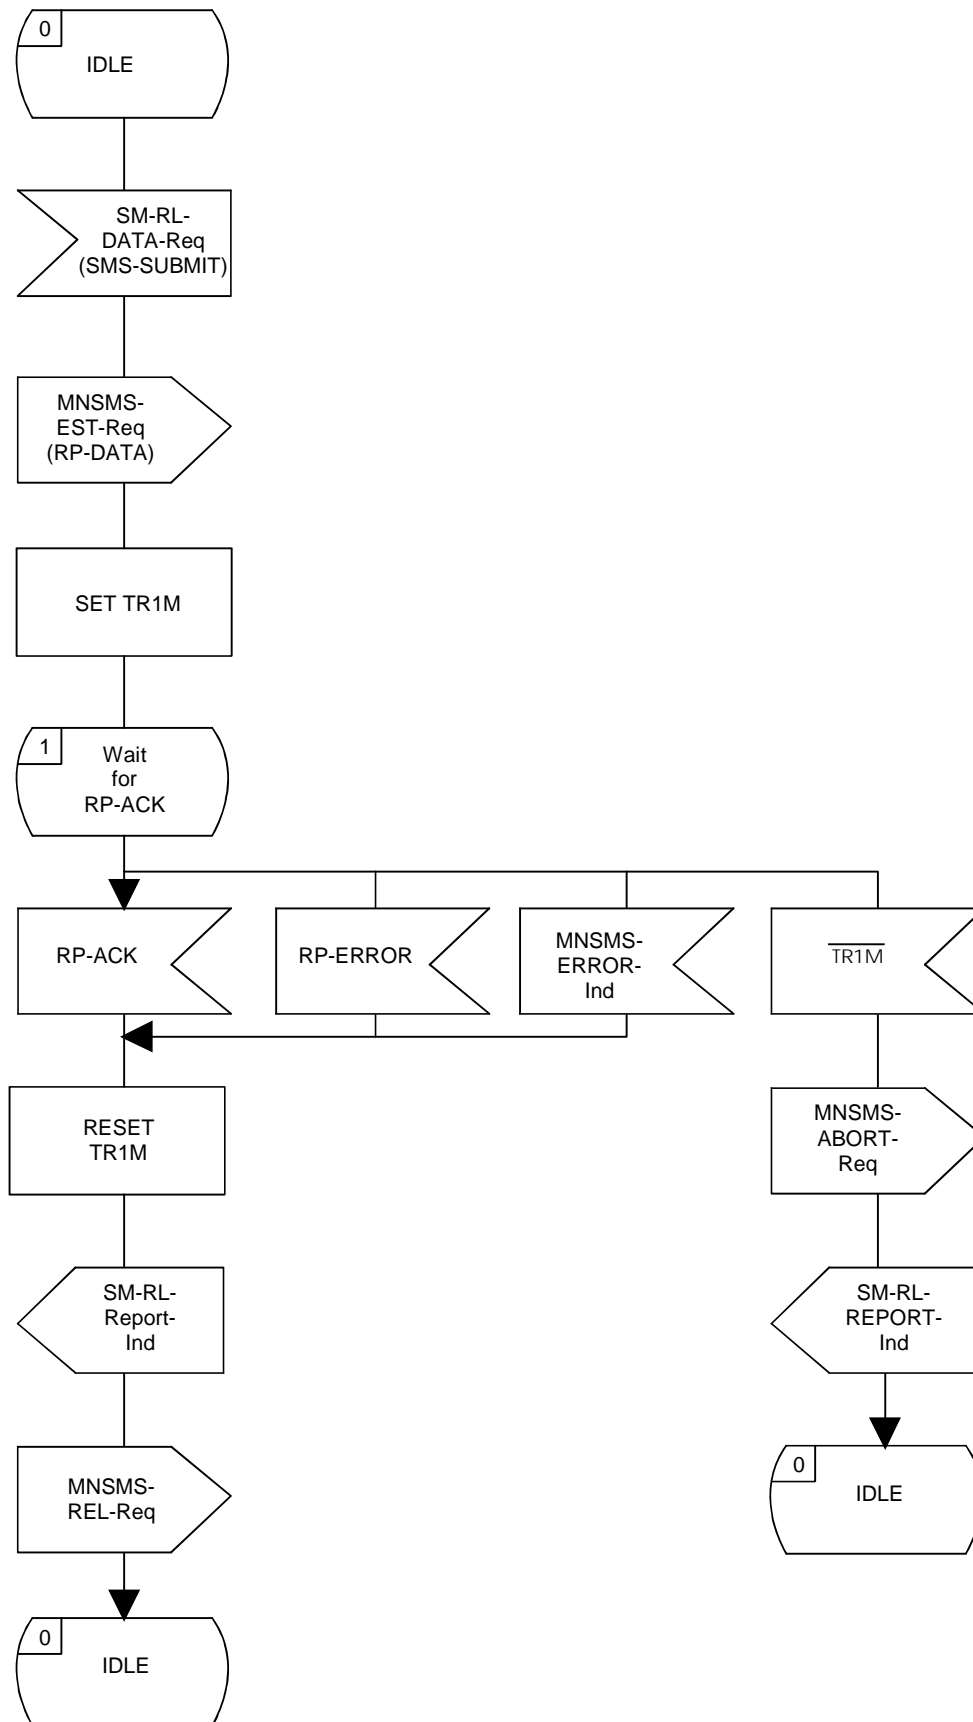 0
IDLE
SM-RL-
DATA-Req
(SMS-SUBMIT)
MNSMS-
EST-Req
(RP-DATA)
SET TR1M
1
Wait
for
RP-ACK
RP-ACK
RP-ERROR
MNSMS-
ERROR-
Ind
TR1M
RESET
TR1M
MNSMS-
ABORT-
Req
SM-RL-
Report-
Ind
SM-RL-
REPORT-
Ind
MNSMS-
REL-Req
0
IDLE
0
IDLE